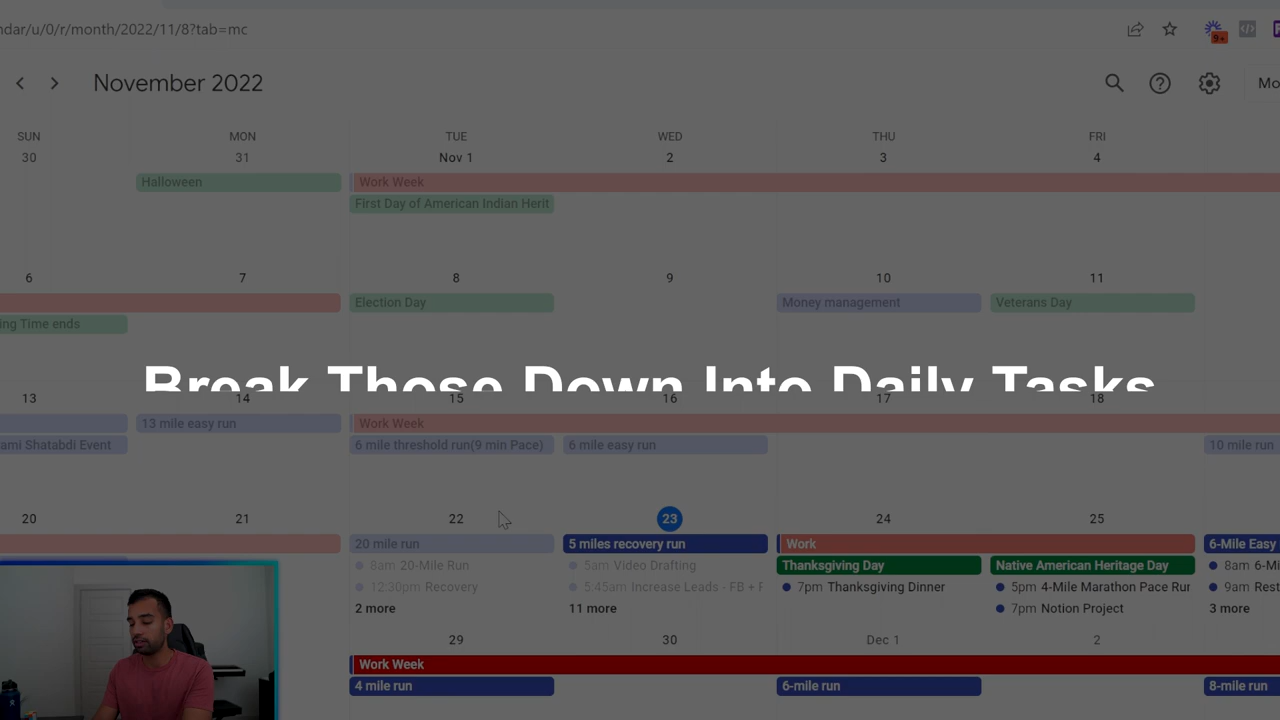 ndar/u/0/r/month/2022/11/8?tab=mc
9+
November 2022
Mo
SUN MON TUE WED THU FRI
30 31 Nov 1 2 3 4
Halloween Work Week
First Day of American Indian Herit
6 7 8 9 10 11
Election Day Money management Veterans Day
ing Time ends
Break Those Down Into Daily Tasks
13 14 15 16 17 18
13 mile easy run Work Week
ami Shatabdi Event 6 mile threshold run(9 min Pace) 6 mile easy run 10 mile run
20 21 22 23 24 25
20 mile run 5 miles recovery run Work 6-Mile Easy
8am 20-Mile Run 5am Video Drafting Thanksgiving Day Native American Heritage Day 8am 6-Mi
12:30pm Recovery 5:45am Increase Leads - FB + F 7pm Thanksgiving Dinner 5pm 4-Mile Marathon Pace Run 9am Rest
2 more 11 more 7pm Notion Project 3 more
29 30 Dec 1 2
Work Week
4 mile run 6-mile run 8-mile run